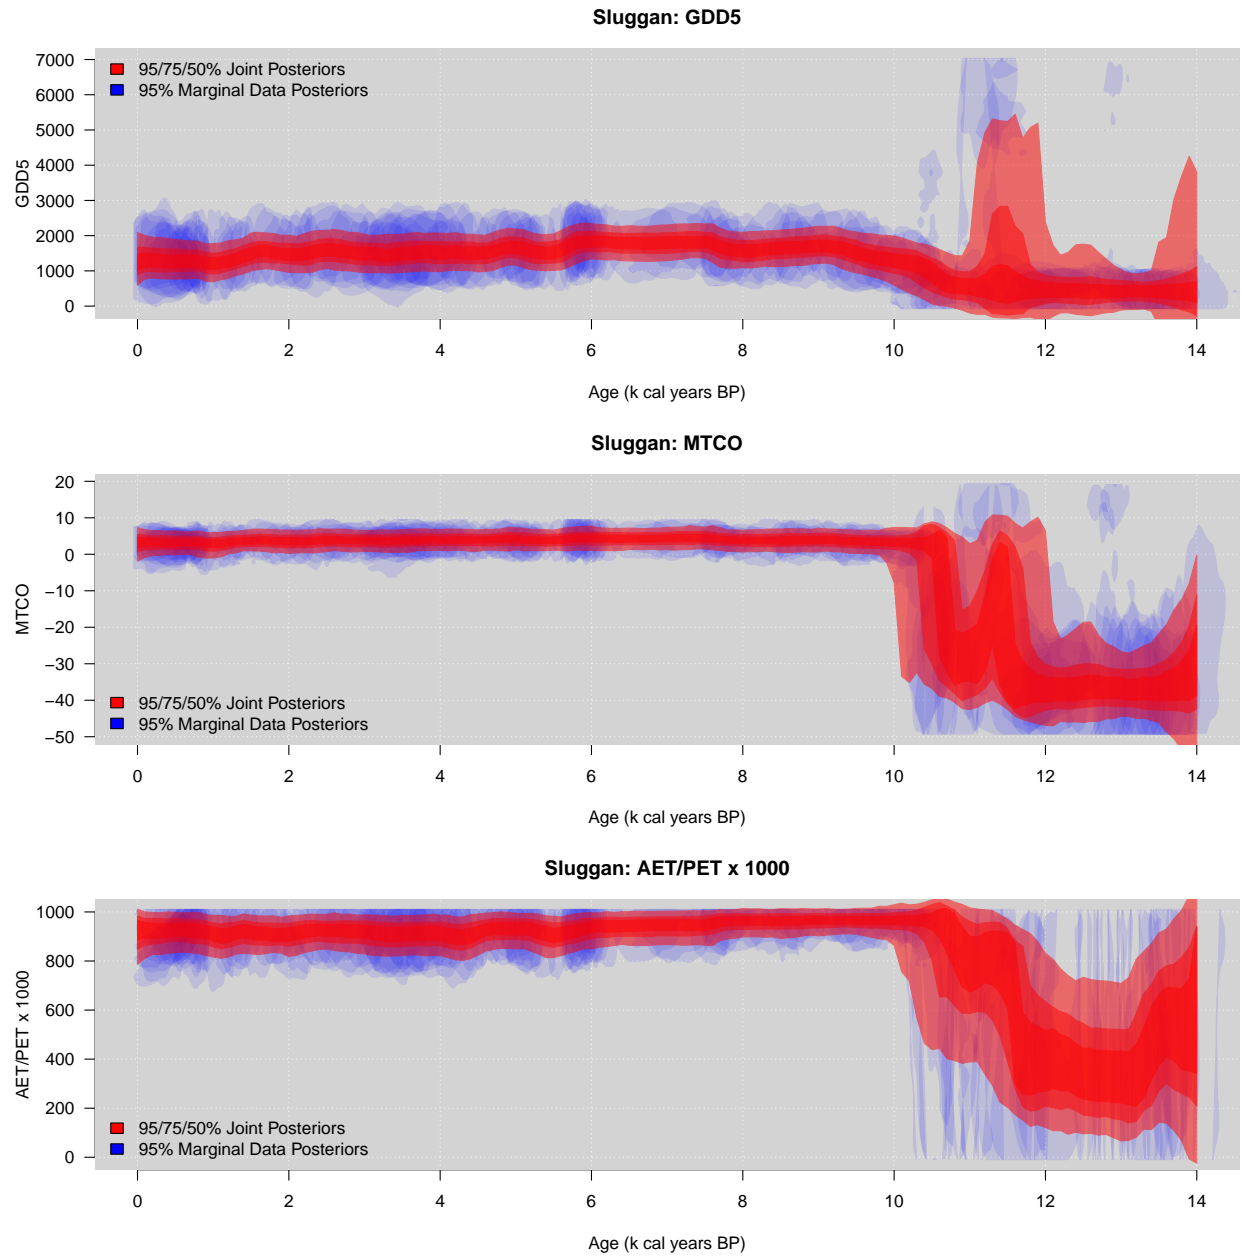 Sluggan: GDD5
7000
6000
5000
4000
3000
2000
1000
0
GDD5
95/75/50% Joint Posteriors
95% Marginal Data Posteriors
0 2 4 6 8 10 12 14
Age (k cal years BP)
Sluggan: MTCO
20
10
0
−10
−20
−30
−40
−50
MTCO
95/75/50% Joint Posteriors
95% Marginal Data Posteriors
0 2 4 6 8 10 12 14
Age (k cal years BP)
Sluggan: AET/PET x 1000
1000
800
600
400
200
0
AET/PET x 1000
95/75/50% Joint Posteriors
95% Marginal Data Posteriors
0 2 4 6 8 10 12 14
Age (k cal years BP)